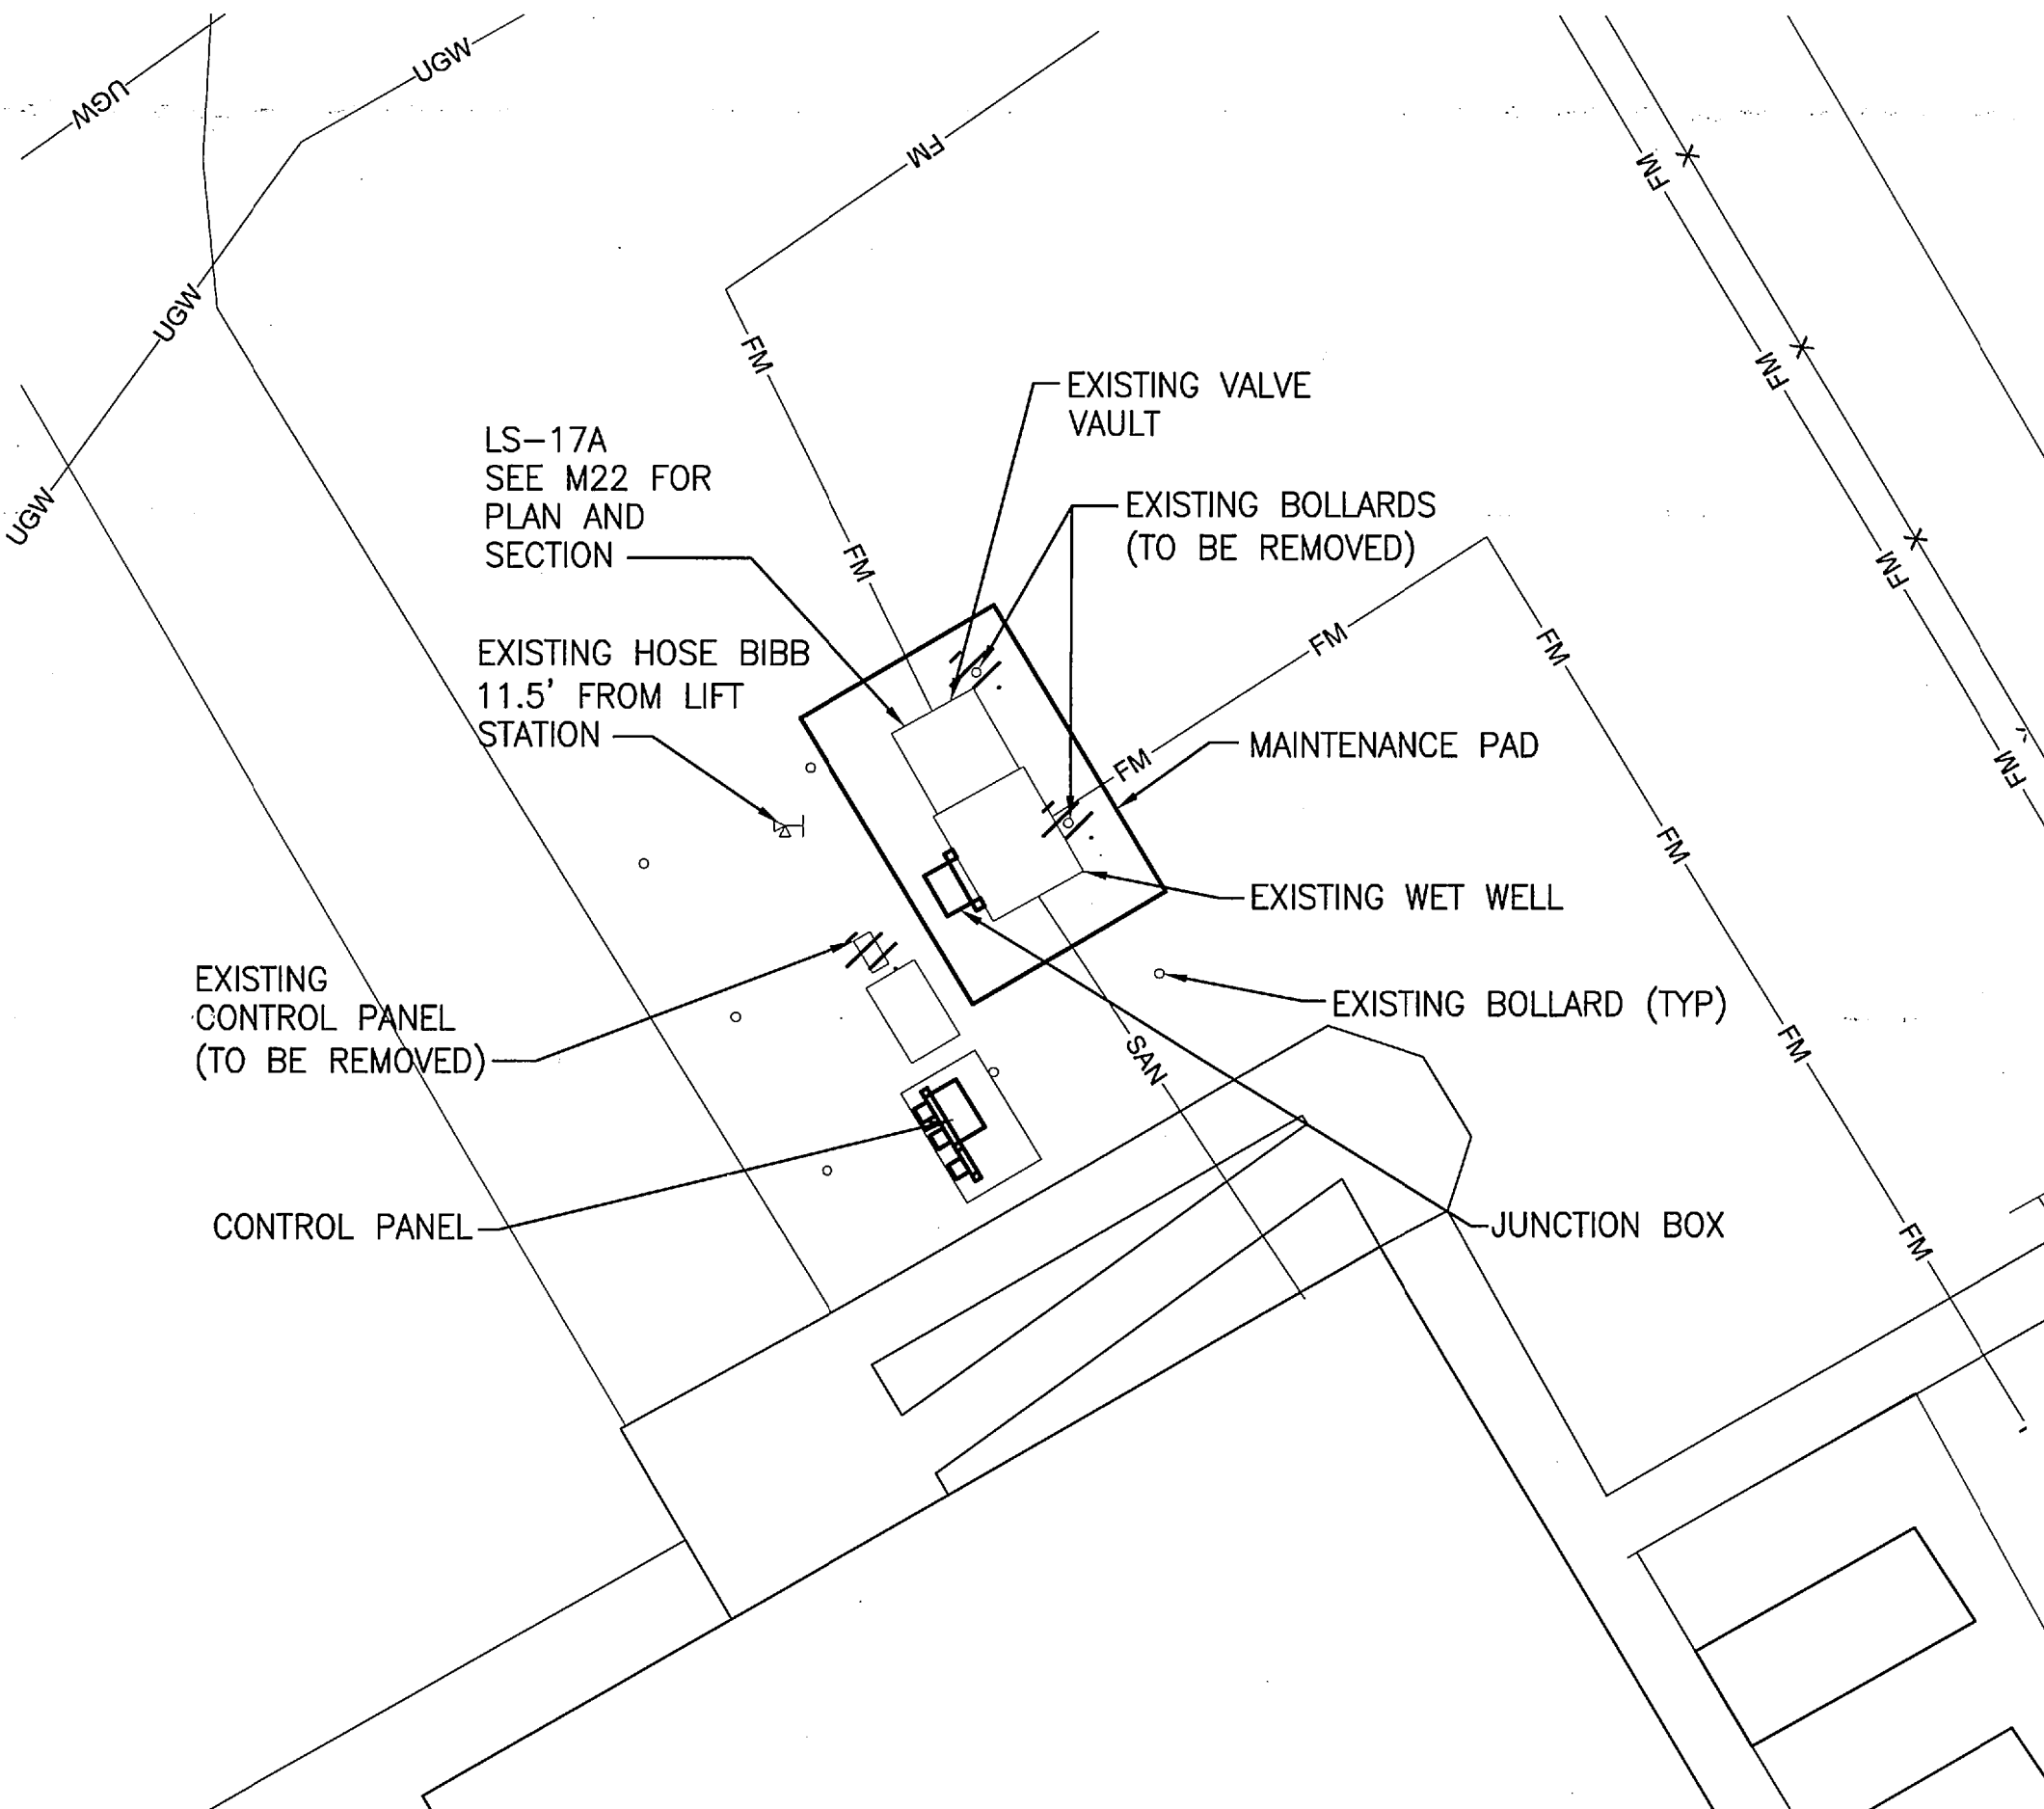 UGW
UGW
FM
FM
UGW
FM
FM
EXISTING VALVE
VAULT
FM
LS-17A
SEE M22 FOR
PLAN AND
SECTION
UGW
EXISTING BOLLARDS
(TO BE REMOVED)
FM
FM
EXISTING HOSE BIBB
11.5' FROM LIFT
STATION
FM
FM
MAINTENANCE PAD
FM
FM
FM
EXISTING WET WELL
EXISTING
CONTROL PANEL
(TO BE REMOVED)
EXISTING BOLLARD (TYP)
SAN
FM
CONTROL PANEL
JUNCTION BOX
FM